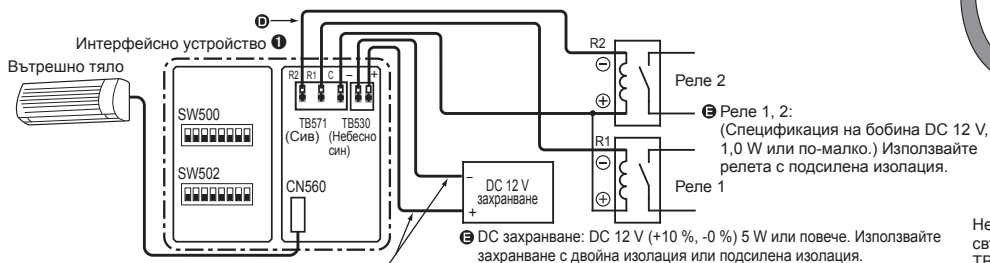 D
Интерфейсно устройство 1
Вътрешно тяло
R2 R1 C − +
TB571 TB530
(Сив) (Небесно
син)
SW500
SW502
CN560
−
DC 12 V
захранване
+
R2
⊖
⊕
Реле 2
R1
⊖
⊕
Реле 1
E Реле 1, 2:
(Спецификация на бобина DC 12 V,
1,0 W или по-малко.) Използвайте
релета с подсилена изолация.
E DC захранване: DC 12 V (+10 %, -0 %) 5 W или повече. Използвайте
захранване с двойна изолация или подсилена изолация.